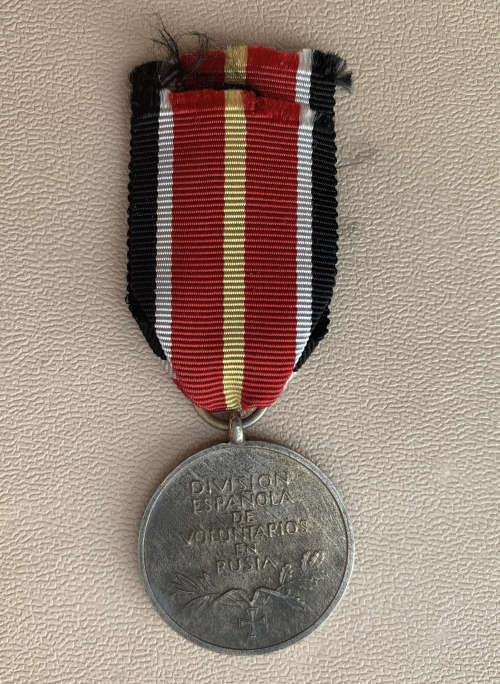 DIVISION
ESPAÑOLA
DE
VOLUNTARIOS
EN
RUSIA